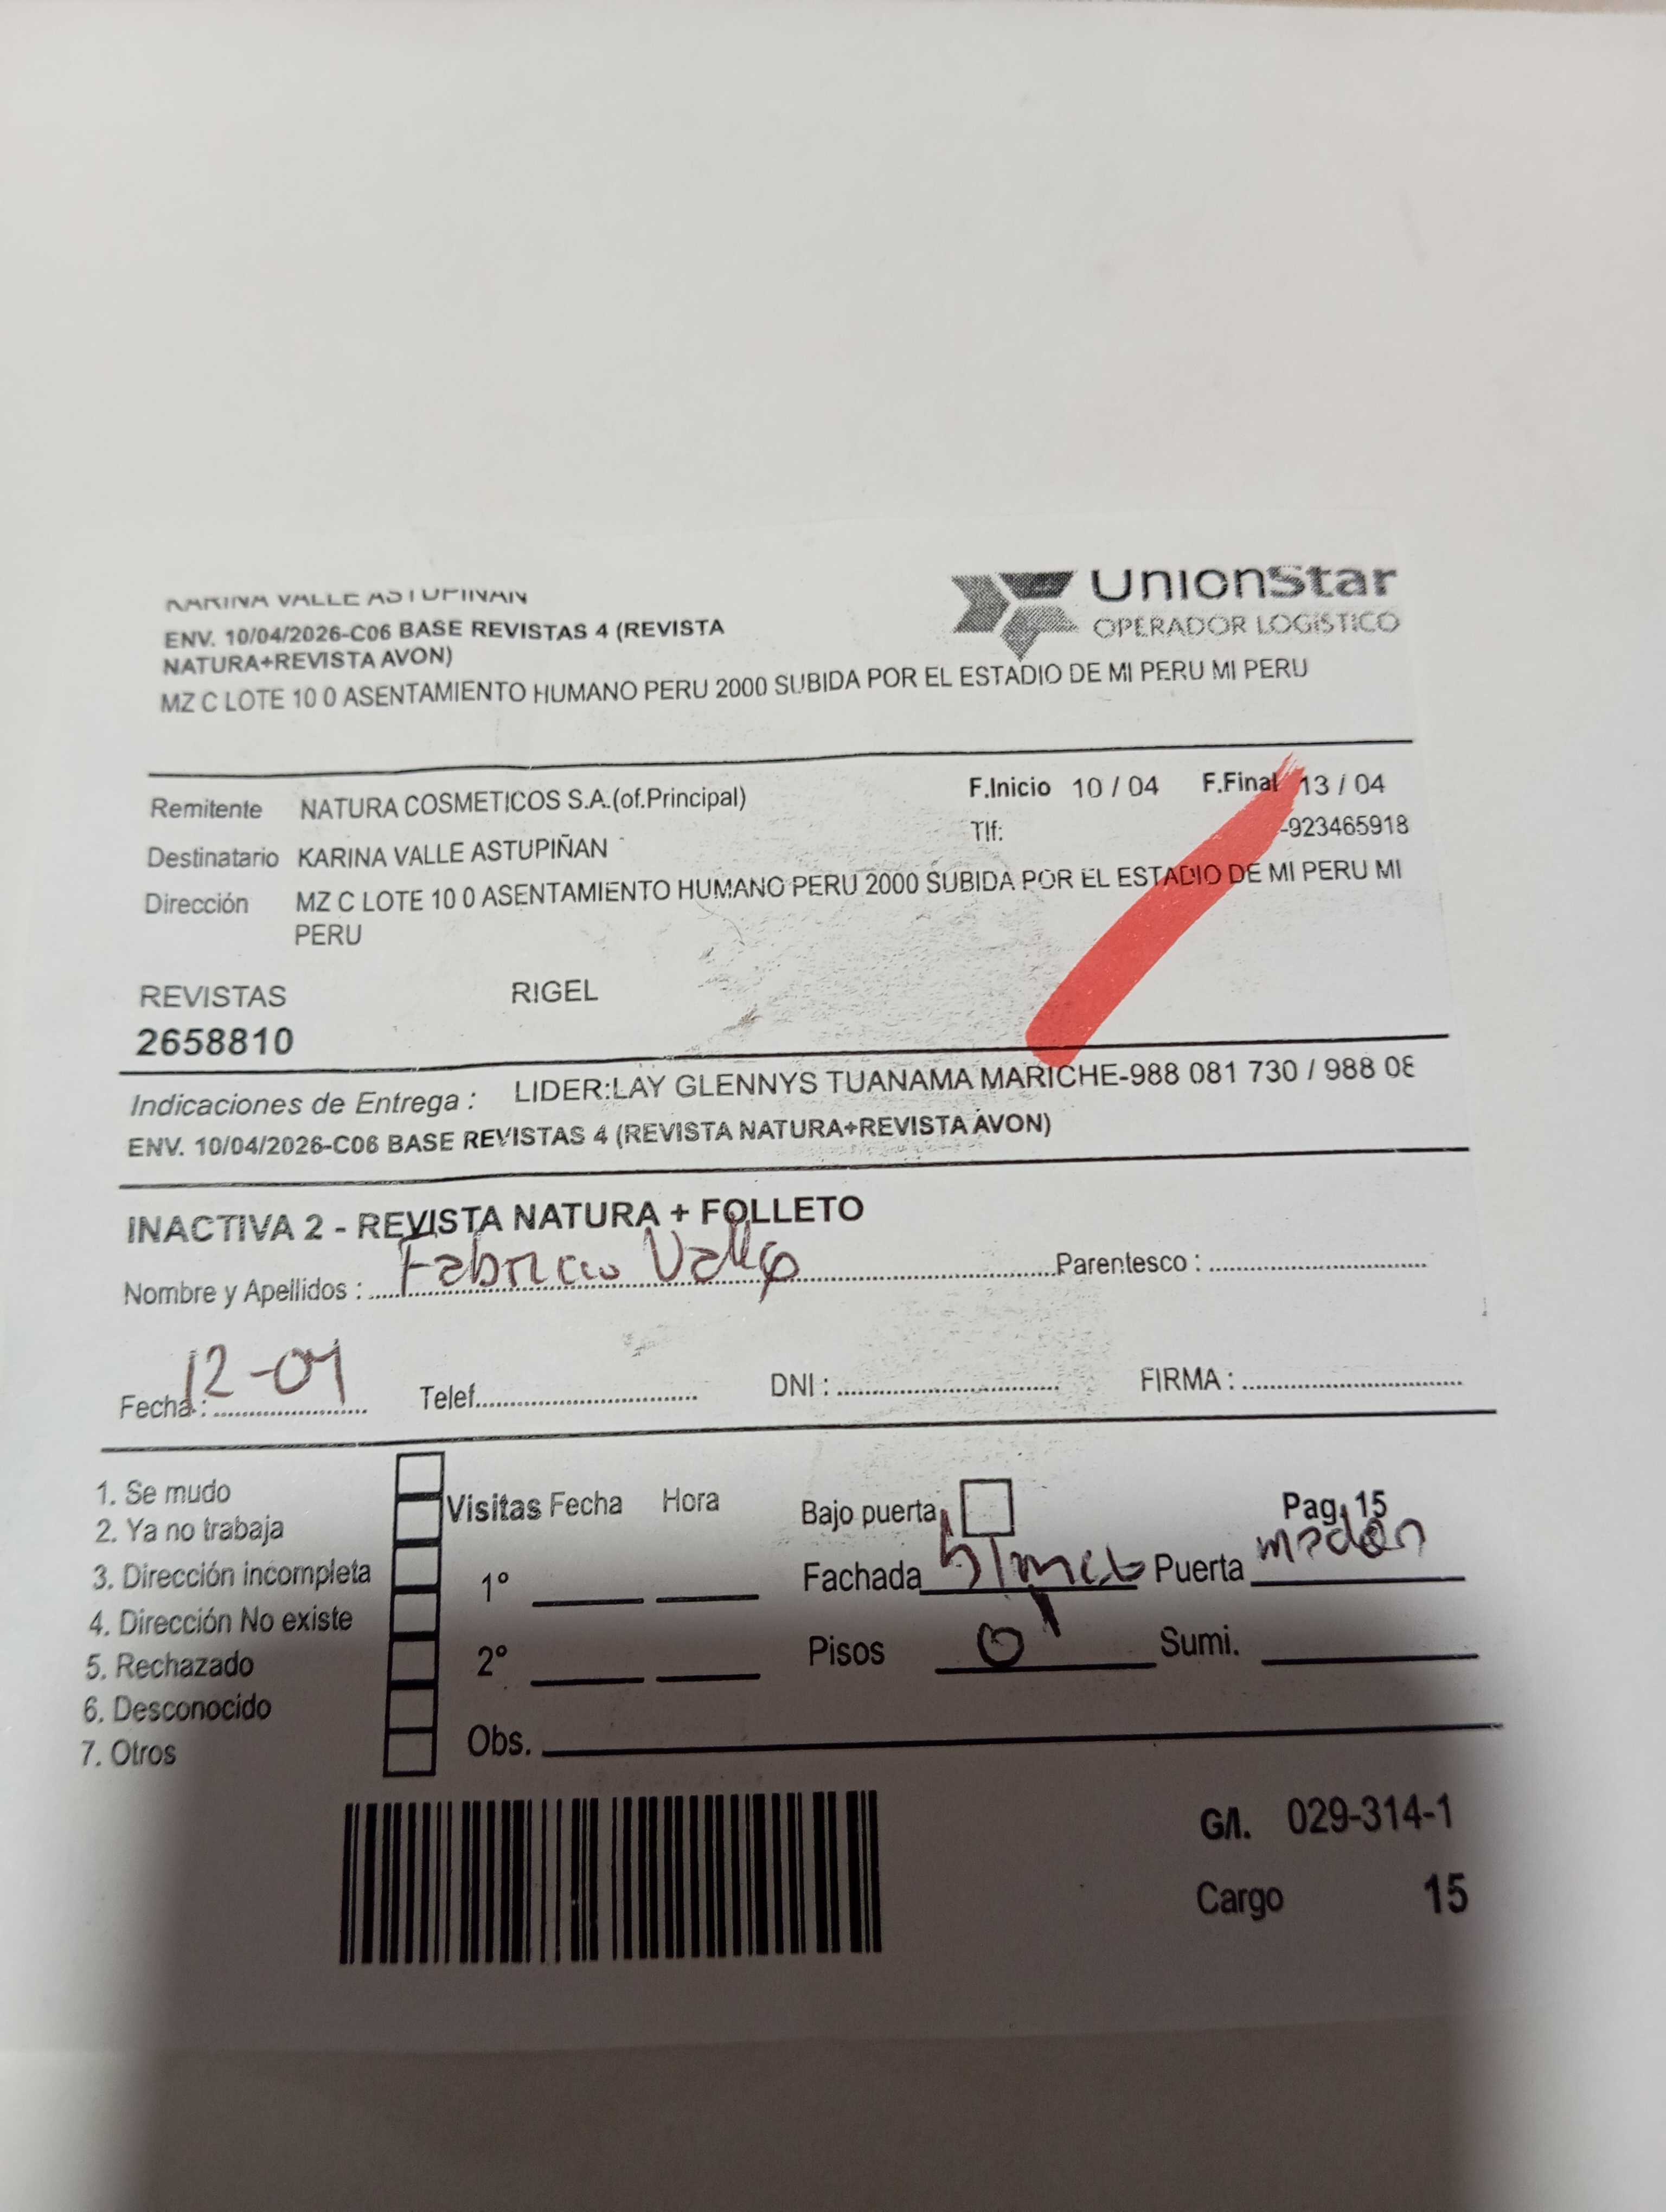 KARINA VALLE ASTUPIÑAN
UnionStar
OPERADOR LOGÍSTICO
ENV. 10/04/2026-C06 BASE REVISTAS 4 (REVISTA
NATURA+REVISTA AVON)
MZ C LOTE 10 0 ASENTAMIENTO HUMANO PERU 2000 SUBIDA POR EL ESTADIO DE MI PERU MI PERU
Remitente NATURA COSMETICOS S.A.(of.Principal) F.Inicio 10 / 04 F.Final 13 / 04
Destinatario KARINA VALLE ASTUPIÑAN Tlf: -923465918
Dirección MZ C LOTE 10 0 ASENTAMIENTO HUMANO PERU 2000 SUBIDA POR EL ESTADIO DE MI PERU MI
PERU
REVISTAS RIGEL
2658810
Indicaciones de Entrega : LIDER:LAY GLENNYS TUANAMA MARICHE-988 081 730 / 988 08
ENV. 10/04/2026-C06 BASE REVISTAS 4 (REVISTA NATURA+REVISTA AVON)
INACTIVA 2 - REVISTA NATURA + FOLLETO
Nombre y Apellidos : Fabricio Valle Parentesco :
Fecha : 12-04 Telef. DNI : FIRMA :
1. Se mudo
2. Ya no trabaja
3. Dirección incompleta
4. Dirección No existe
5. Rechazado
6. Desconocido
7. Otros
Visitas Fecha Hora
1°
2°
Obs.
Bajo puerta Pag. 15
Fachada Puerta
Pisos Sumi.
G/I. 029-314-1
Cargo 15